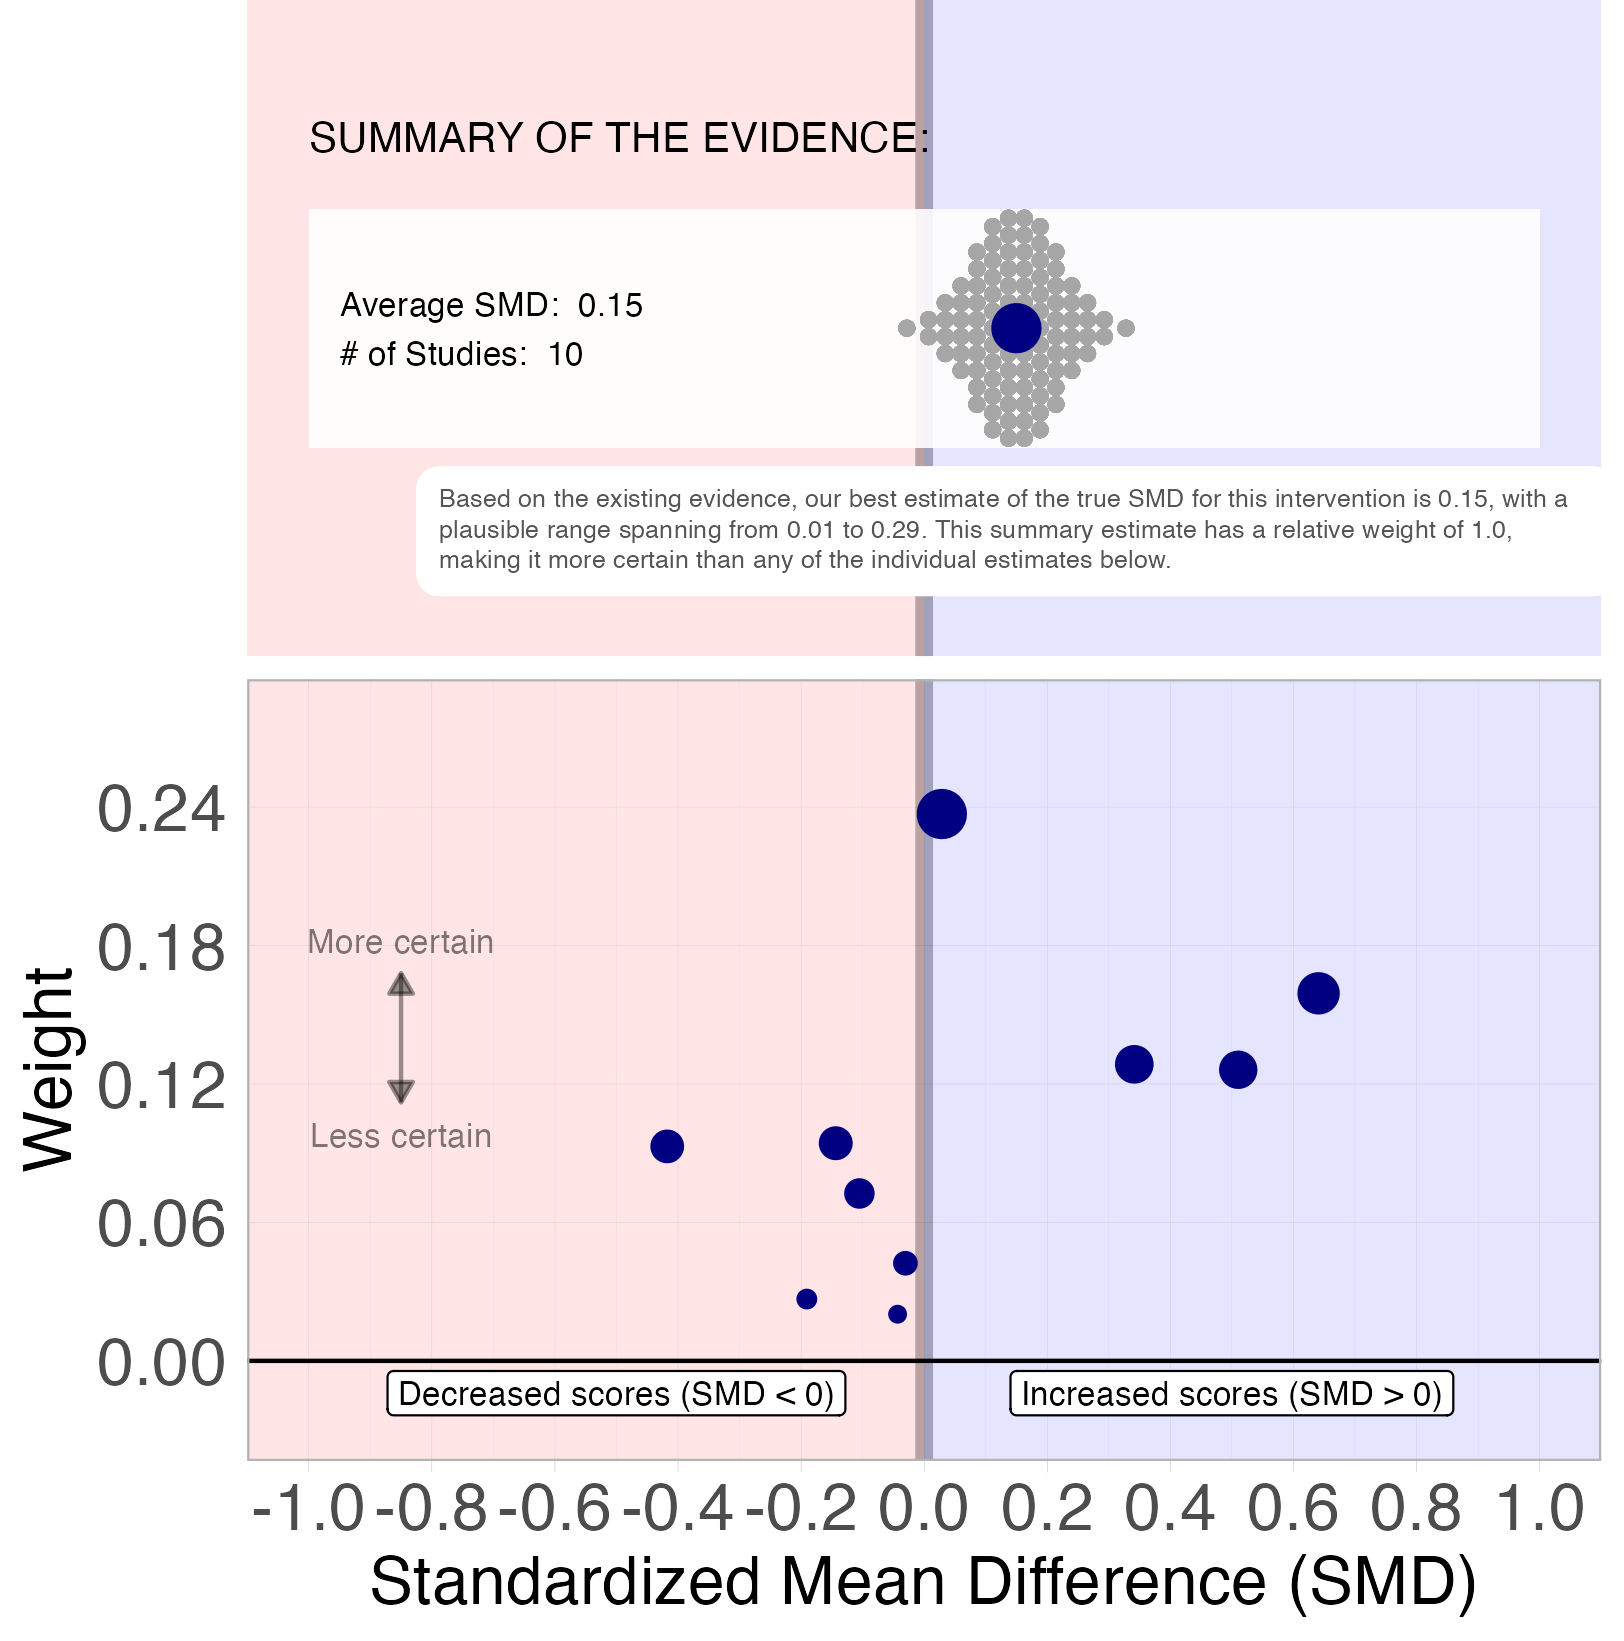 SUMMARY OF THE EVIDENCE:
Average SMD: 0.15
# of Studies: 10
Based on the existing evidence, our best estimate of the true SMD for this intervention is 0.15, with a
plausible range spanning from 0.01 to 0.29. This summary estimate has a relative weight of 1.0,
making it more certain than any of the individual estimates below.
Weight
0.24
0.18
0.12
0.06
0.00
More certain
Less certain
Decreased scores (SMD < 0)
Increased scores (SMD > 0)
-1.0 -0.8 -0.6 -0.4 -0.2 0.0 0.2 0.4 0.6 0.8 1.0
Standardized Mean Difference (SMD)